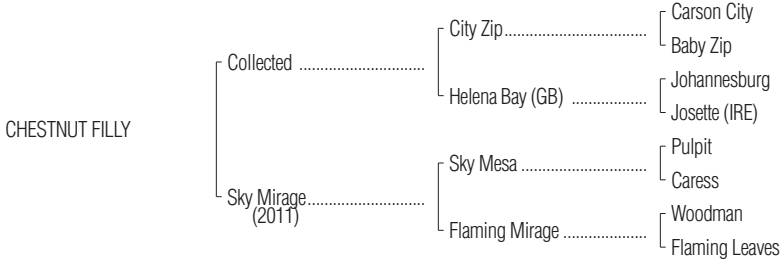 Carson City
City Zip
Baby Zip
Collected
Johannesburg
Helena Bay (GB)
Josette (IRE)
CHESTNUT FILLY
Pulpit
Sky Mesa
Caress
Sky Mirage
(2011)
Woodman
Flaming Mirage
Flaming Leaves